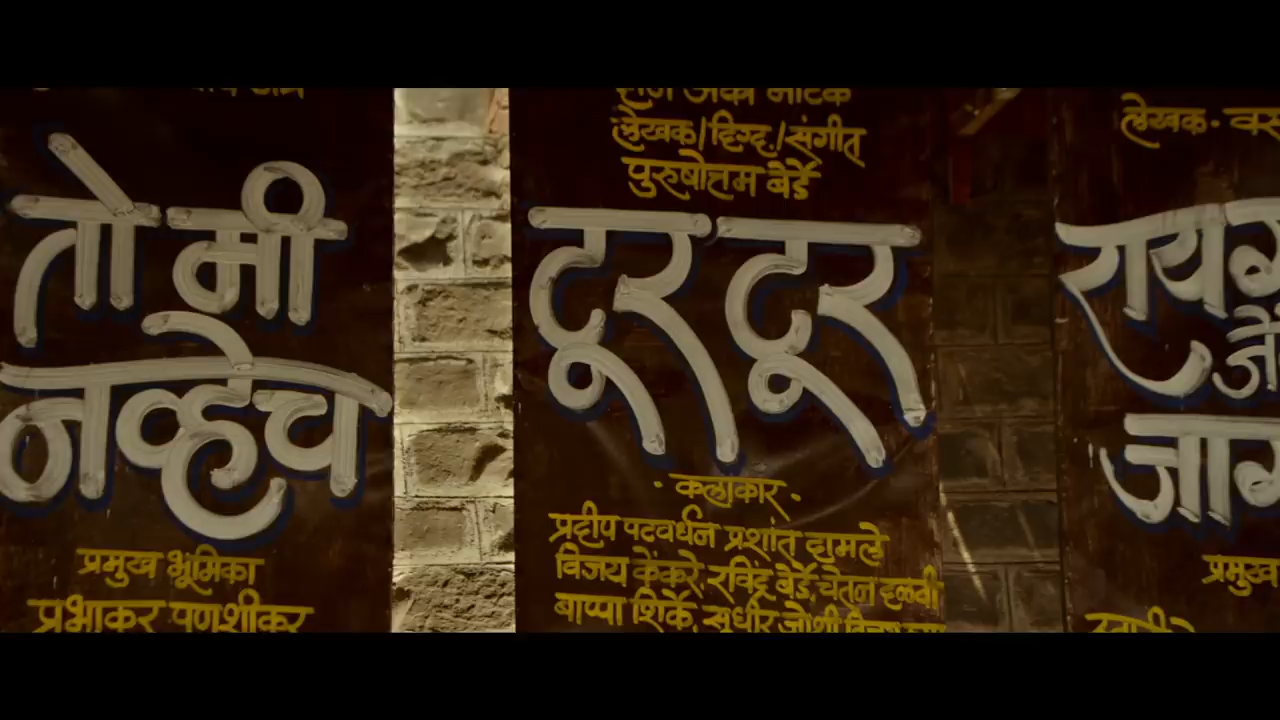 तो मी
नव्हेच
प्रमुख भूमिका
प्रभाकर पणशीकर
लेखक/दिग्द./संगीत
पुरुषोत्तम बेर्डे
टूरटूर
· कलाकार ·
प्रदीप पटवर्धन प्रशांत दामले
विजय केंकरे, रविंद्र बेर्डे, चेतन दळवी
बाप्पा शिर्के, सुधीर जोशी
लेखक·
जाग
प्रमुख